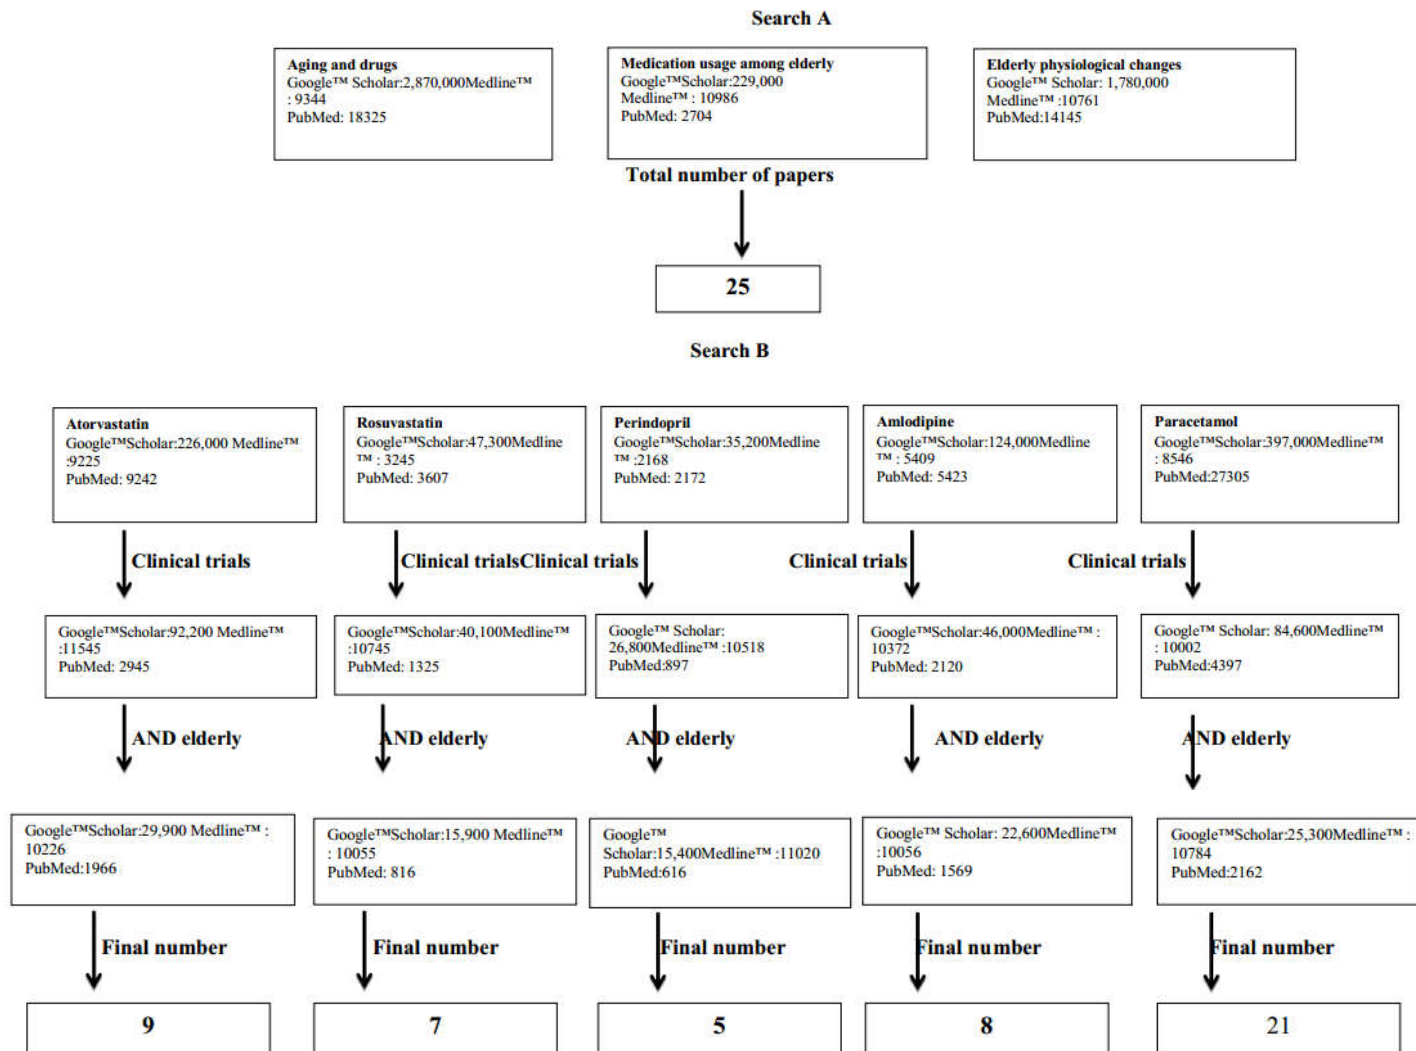 Search A
Aging and drugs
Google™ Scholar:2,870,000Medline™
: 9344
PubMed: 18325
Medication usage among elderly
Google™Scholar:229,000
Medline™ : 10986
PubMed: 2704
Elderly physiological changes
Google™ Scholar: 1,780,000
Medline™ :10761
PubMed:14145
Total number of papers
25
Search B
Atorvastatin
Google™Scholar:226,000 Medline™
:9225
PubMed: 9242
Rosuvastatin
Google™Scholar:47,300Medline
™ : 3245
PubMed: 3607
Perindopril
Google™Scholar:35,200Medline
™ :2168
PubMed: 2172
Amlodipine
Google™Scholar:124,000Medline
™ : 5409
PubMed: 5423
Paracetamol
Google™Scholar:397,000Medline™
: 8546
PubMed:27305
Clinical trials
Clinical trials
Clinical trials
Clinical trials
Clinical trials
Google™Scholar:92,200 Medline™
:11545
PubMed: 2945
Google™Scholar:40,100Medline™
:10745
PubMed: 1325
Google™ Scholar:
26,800Medline™ :10518
PubMed:897
Google™Scholar:46,000Medline™ :
10372
PubMed: 2120
Google™ Scholar: 84,600Medline™
: 10002
PubMed:4397
AND elderly
AND elderly
AND elderly
AND elderly
AND elderly
Google™Scholar:29,900 Medline™ :
10226
PubMed:1966
Google™Scholar:15,900 Medline™
: 10055
PubMed: 816
Google™
Scholar:15,400Medline™ :11020
PubMed:616
Google™ Scholar: 22,600Medline™
:10056
PubMed: 1569
Google™Scholar:25,300Medline™ :
10784
PubMed:2162
Final number
Final number
Final number
Final number
Final number
9
7
5
8
21